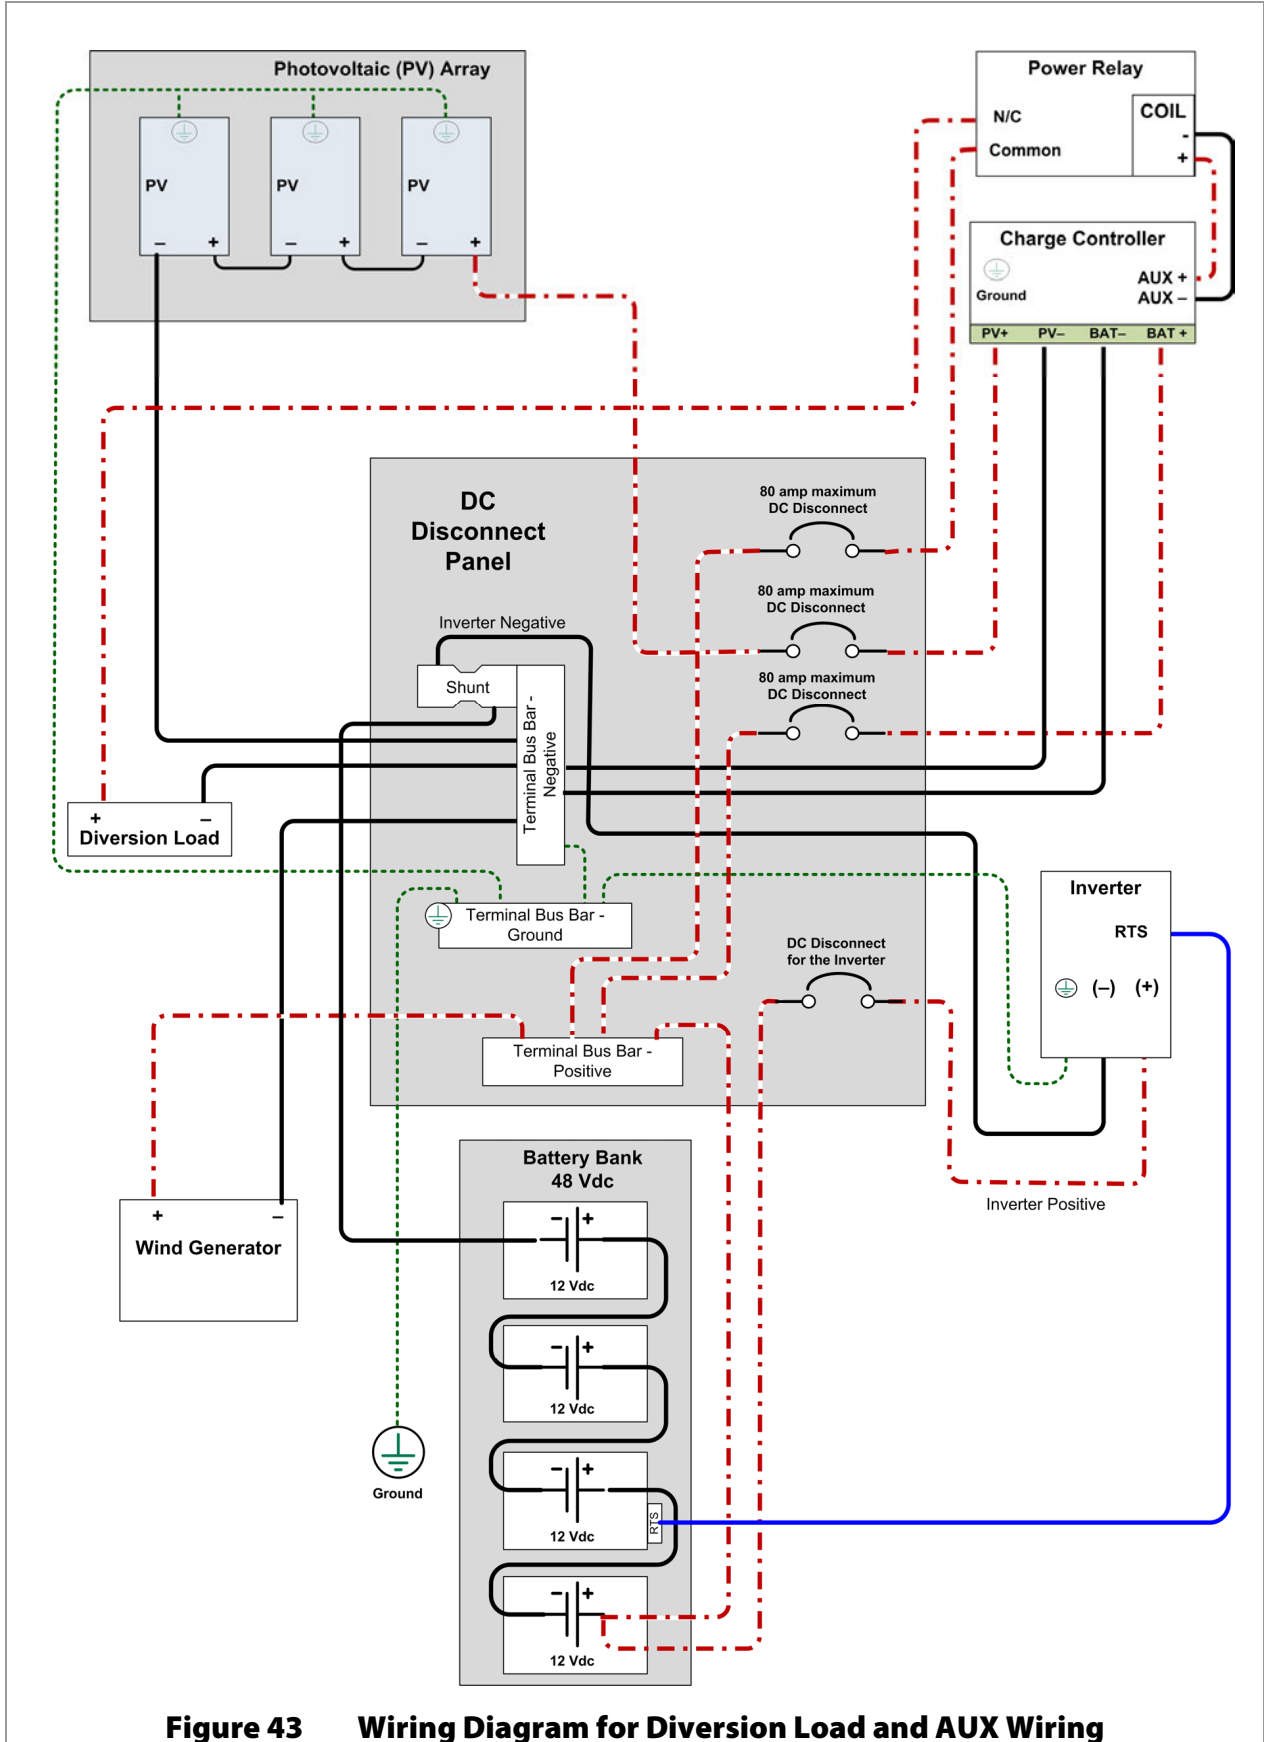 Photovoltaic (PV) Array
PV
PV
PV
–
+
–
+
–
+
Power Relay
N/C
Common
COIL
-
+
Charge Controller
Ground
AUX +
AUX –
PV+
PV–
BAT–
BAT +
DC
Disconnect
Panel
80 amp maximum
DC Disconnect
80 amp maximum
DC Disconnect
80 amp maximum
DC Disconnect
Inverter Negative
Shunt
Terminal Bus Bar -
Negative
+
–
Diversion Load
Terminal Bus Bar -
Ground
DC Disconnect
for the Inverter
Inverter
RTS
(–)
(+)
Terminal Bus Bar -
Positive
Inverter Positive
+
–
Wind Generator
Battery Bank
48 Vdc
–
+
12 Vdc
–
+
12 Vdc
–
+
12 Vdc
RTS
–
+
12 Vdc
Ground
Figure 43 Wiring Diagram for Diversion Load and AUX Wiring